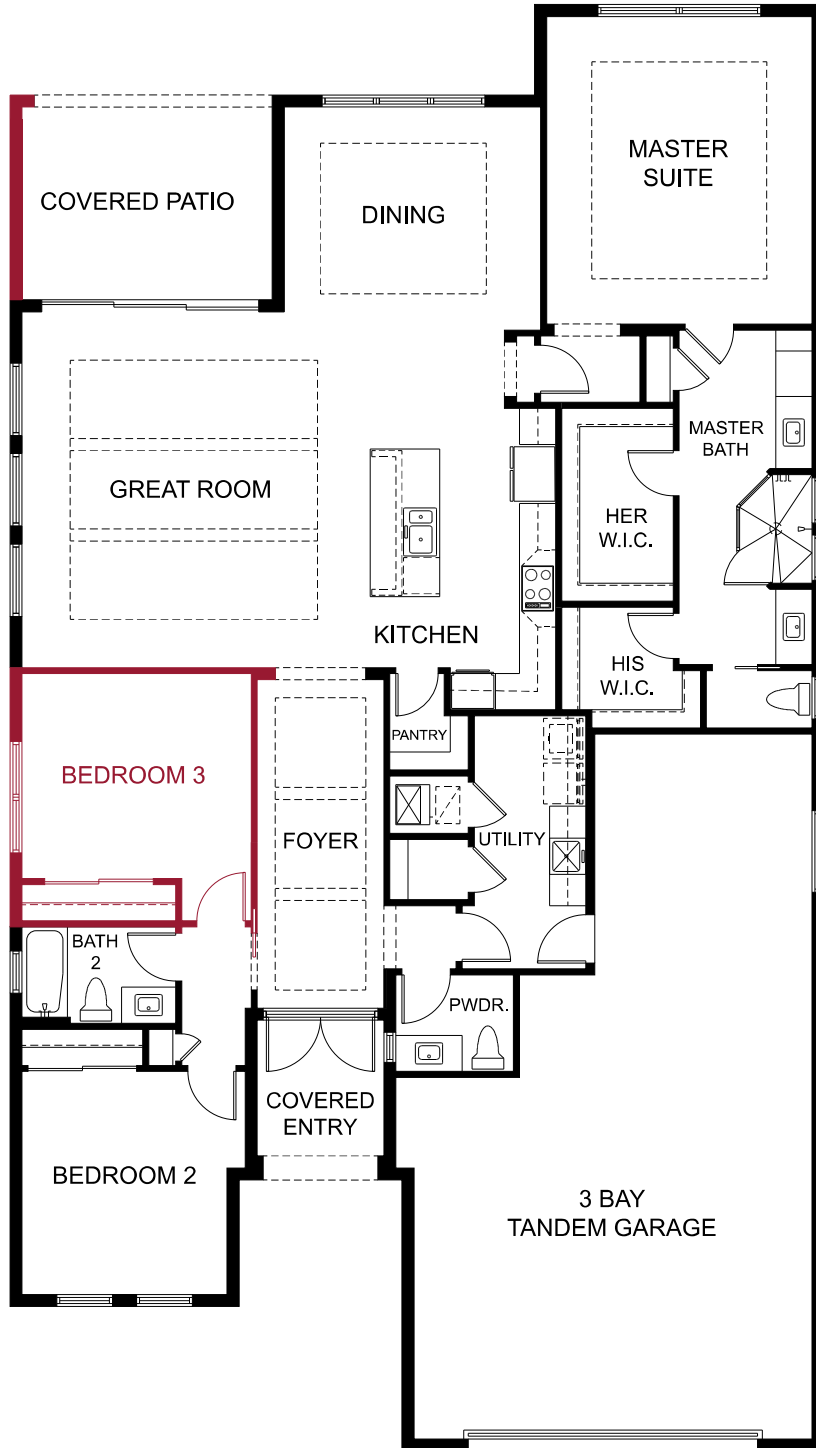 MASTER
SUITE
COVERED PATIO
DINING
MASTER
BATH
GREAT ROOM
HER
W.I.C.
KITCHEN
HIS
W.I.C.
PANTRY
BEDROOM 3
FOYER
UTILITY
BATH
2
PWDR.
COVERED
ENTRY
BEDROOM 2
3 BAY
TANDEM GARAGE